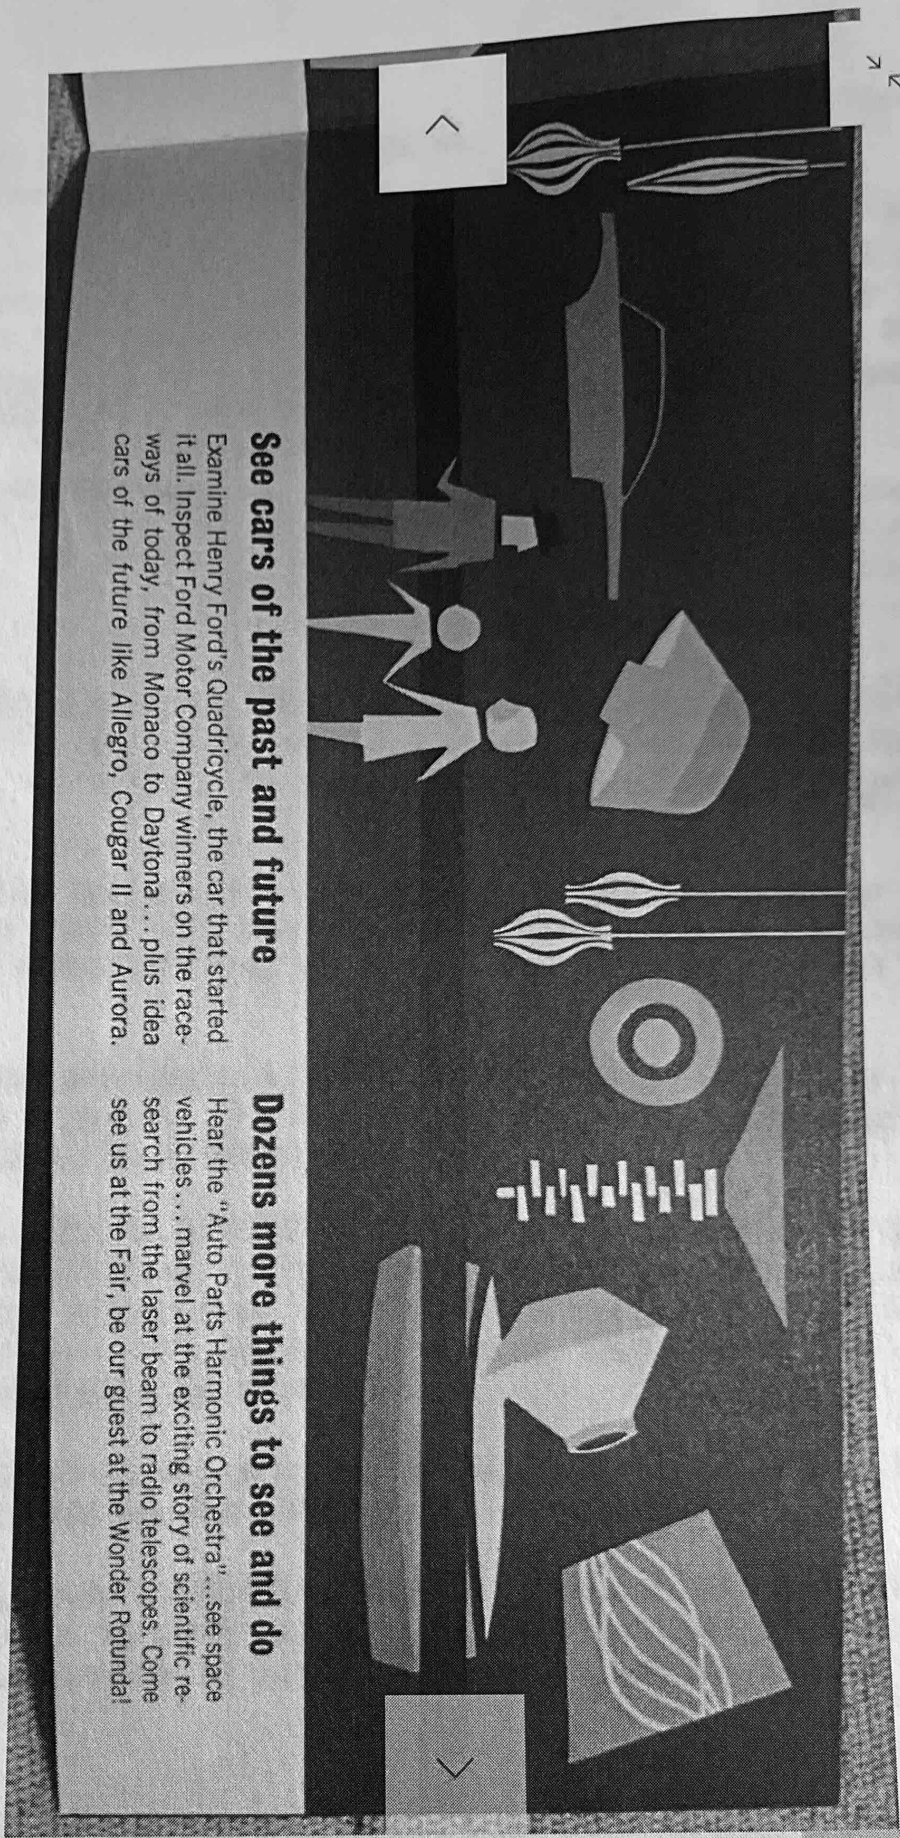 See cars of the past and future
Examine Henry Ford's Quadricycle, the car that started
it all. Inspect Ford Motor Company winners on the race-
ways of today, from Monaco to Daytona...plus idea
cars of the future like Allegro, Cougar II and Aurora.
Dozens more things to see and do
Hear the "Auto Parts Harmonic Orchestra"...see space
vehicles...marvel at the exciting story of scientific re-
search from the laser beam to radio telescopes. Come
see us at the Fair, be our guest at the Wonder Rotunda!